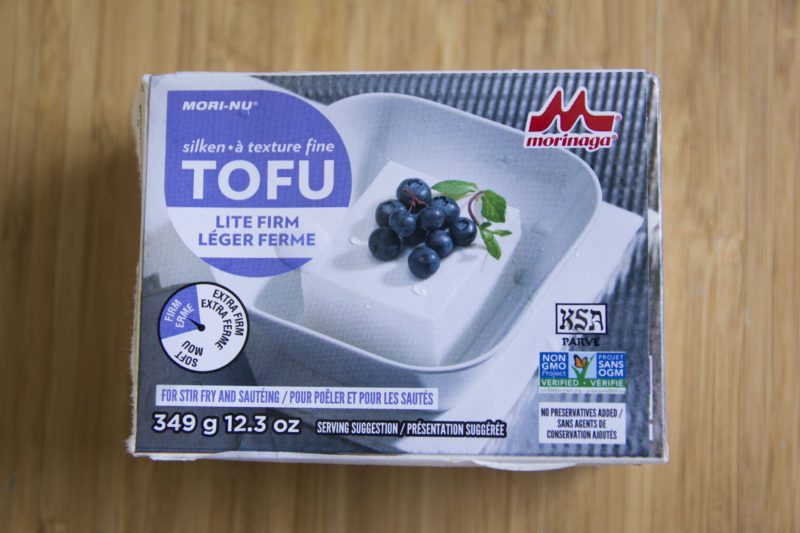 MORI-NU®
silken • à texture fine
TOFU
LITE FIRM
LÉGER FERME
morinaga®
FIRM
FERME
EXTRA FIRM
EXTRA FERME
SOFT
MOU
KSA
PARVE
NON
GMO
Project
PROJET
SANS
OGM
VERIFIED • VÉRIFIÉ
FOR STIR FRY AND SAUTÉING / POUR POÊLER ET POUR LES SAUTÉS
NO PRESERVATIVES ADDED /
SANS AGENTS DE
CONSERVATION AJOUTÉS
349 g 12.3 oz
SERVING SUGGESTION / PRÉSENTATION SUGGÉRÉE